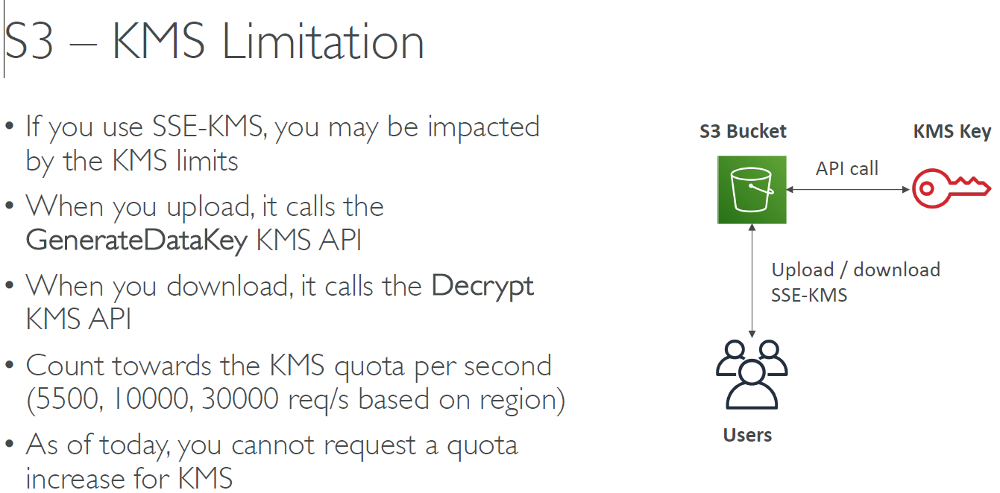 S3 – KMS Limitation
• If you use SSE-KMS, you may be impacted
by the KMS limits
• When you upload, it calls the
GenerateDataKey KMS API
• When you download, it calls the Decrypt
KMS API
• Count towards the KMS quota per second
(5500, 10000, 30000 req/s based on region)
• As of today, you cannot request a quota
increase for KMS
S3 Bucket
KMS Key
API call
Upload / download
SSE-KMS
Users